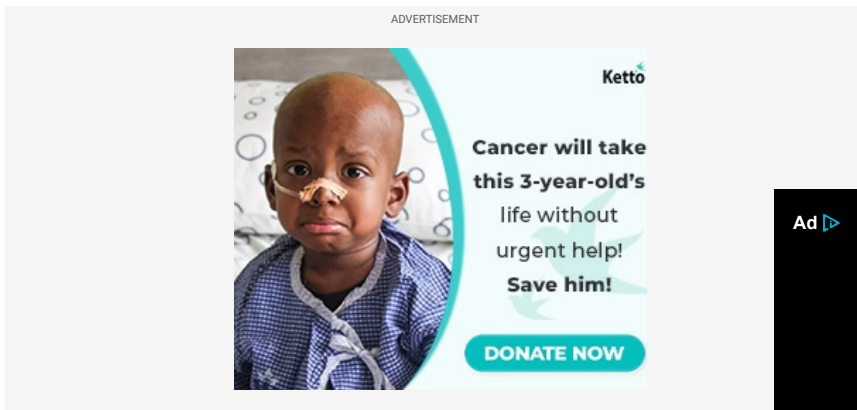 ADVERTISEMENT
Ketto
Cancer will take
this 3-year-old's
life without
urgent help!
Save him!
DONATE NOW
Ad